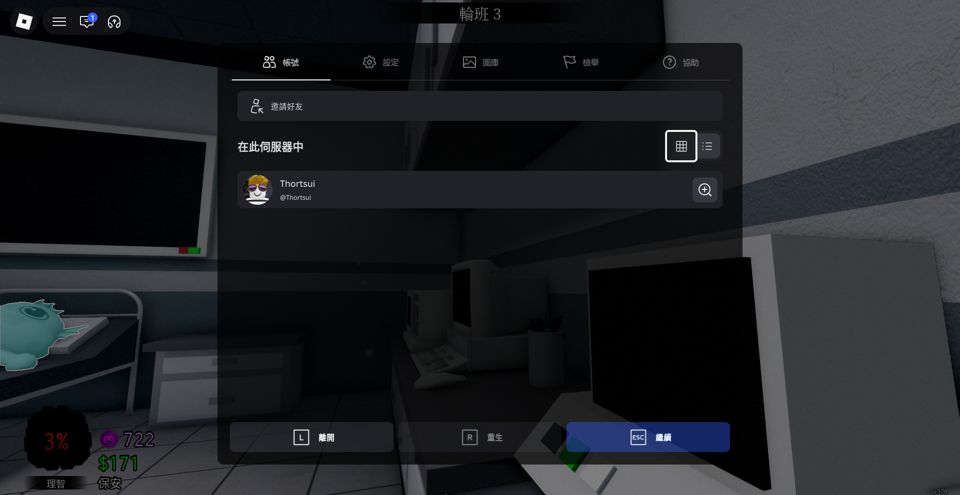 1
輪班 3
帳號
設定
圖庫
檢舉
協助
邀請好友
在此伺服器中
Thortsui
@Thortsui
3%
722
$171
理智
保安
L 離開
R 重生
ESC 繼續